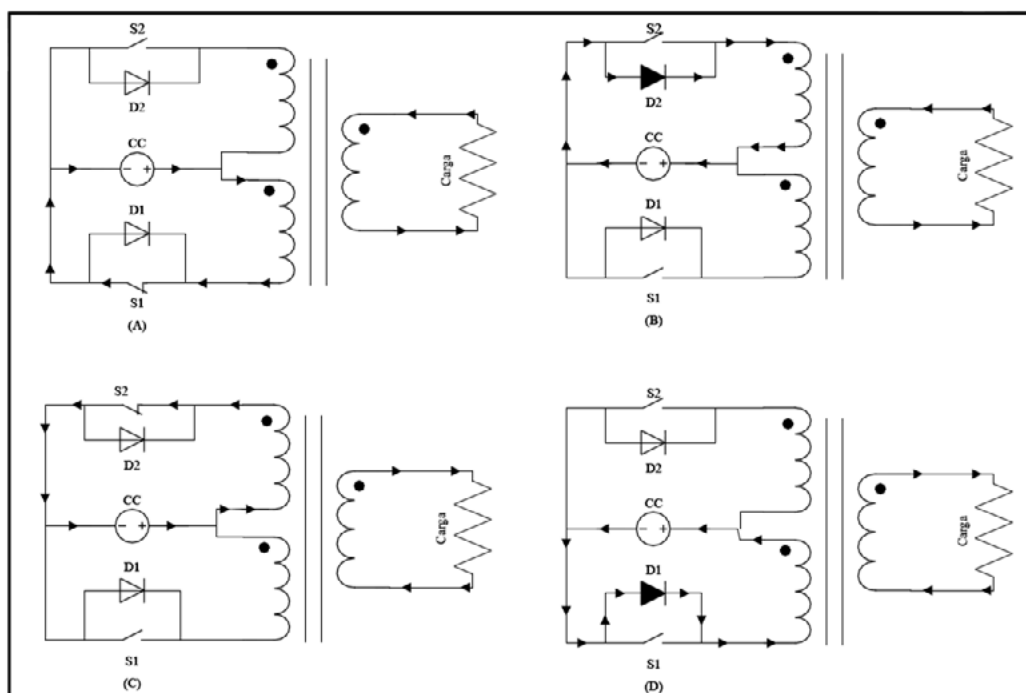 S2
D2
CC
- +
Carga
D1
S1
(A)
S2
D2
CC
- +
Carga
D1
S1
(B)
S2
D2
CC
- +
Carga
D1
S1
(C)
S2
D2
CC
- +
Carga
D1
S1
(D)